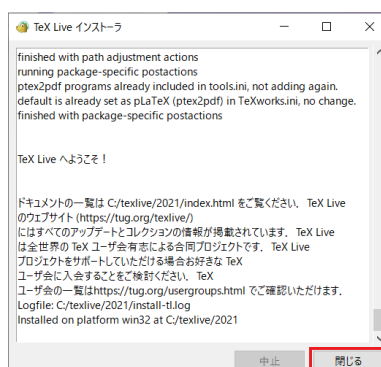 TeX Live インストーラ
finished with path adjustment actions
running package-specific postactions
ptex2pdf programs already included in tools.ini, not adding again.
default is already set as pLaTeX (ptex2pdf) in TeXworks.ini, no change.
finished with package-specific postactions
TeX Live へようこそ！
ドキュメントの一覧は C:/texlive/2021/index.html をご覧ください． TeX Live
のウェブサイト (https://tug.org/texlive/)
にはすべてのアップデートとコレクションの情報が掲載されています． TeX Live
は全世界の TeX ユーザ会有志による合同プロジェクトです． TeX Live
プロジェクトをサポートしていただける場合お好きな TeX
ユーザ会に入会することをご検討ください． TeX
ユーザ会の一覧はhttps://tug.org/usergroups.html でご確認いただけます．
Logfile: C:/texlive/2021/install-tl.log
Installed on platform win32 at C:/texlive/2021
中止 閉じる